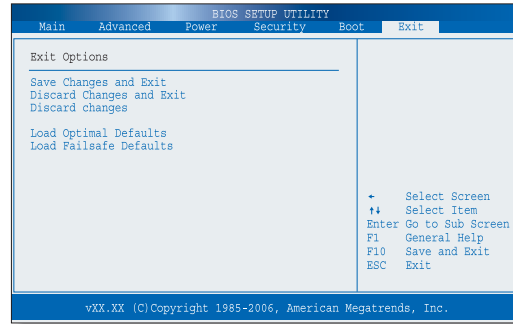 BIOS SETUP UTILITY
Main Advanced Power Security Boot Exit
Exit Options
Save Changes and Exit
Discard Changes and Exit
Discard changes
Load Optimal Defaults
Load Failsafe Defaults
← Select Screen
↑↓ Select Item
Enter Go to Sub Screen
F1 General Help
F10 Save and Exit
ESC Exit
vXX.XX (C)Copyright 1985-2006, American Megatrends, Inc.